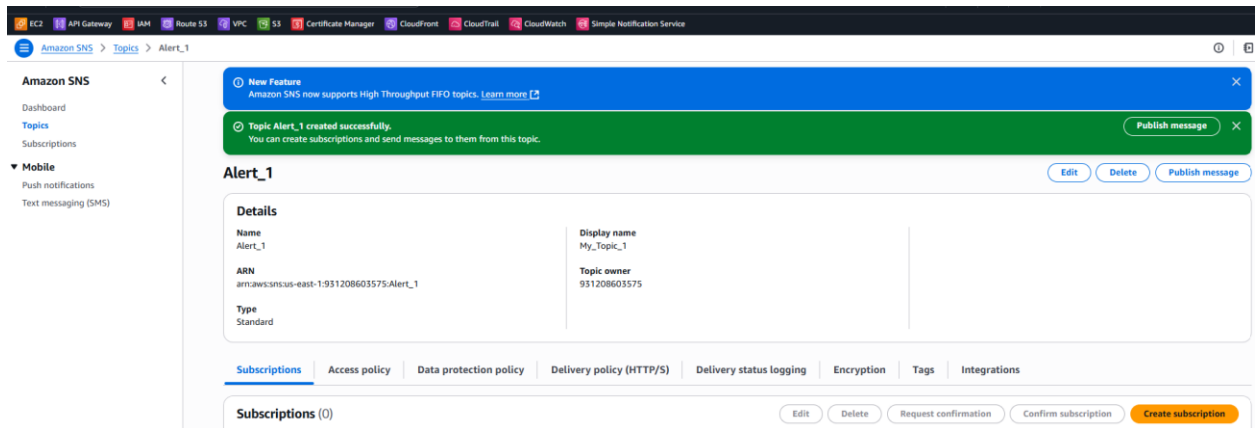 EC2 API Gateway IAM Route 53 VPC S3 Certificate Manager CloudFront CloudTrail CloudWatch Simple Notification Service
Amazon SNS > Topics > Alert_1
Amazon SNS
Dashboard
Topics
Subscriptions
Mobile
Push notifications
Text messaging (SMS)
New Feature
Amazon SNS now supports High Throughput FIFO topics. Learn more
Topic Alert_1 created successfully.
You can create subscriptions and send messages to them from this topic.
Publish message
Alert_1
Edit Delete Publish message
Details
Name
Alert_1
ARN
arn:aws:sns:us-east-1:931208603575:Alert_1
Type
Standard
Display name
My_Topic_1
Topic owner
931208603575
Subscriptions Access policy Data protection policy Delivery policy (HTTP/S) Delivery status logging Encryption Tags Integrations
Subscriptions (0)
Edit Delete Request confirmation Confirm subscription Create subscription